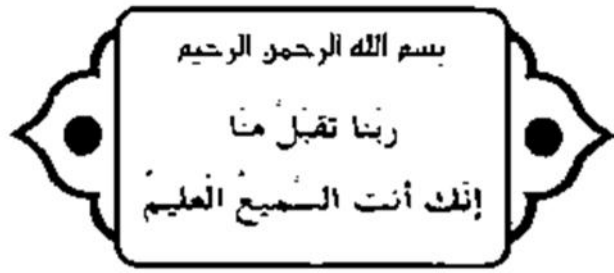 بسم الله الرحمن الرحيم
ربنا تقبلُ منا
إنك أنت السميعُ العليمُ